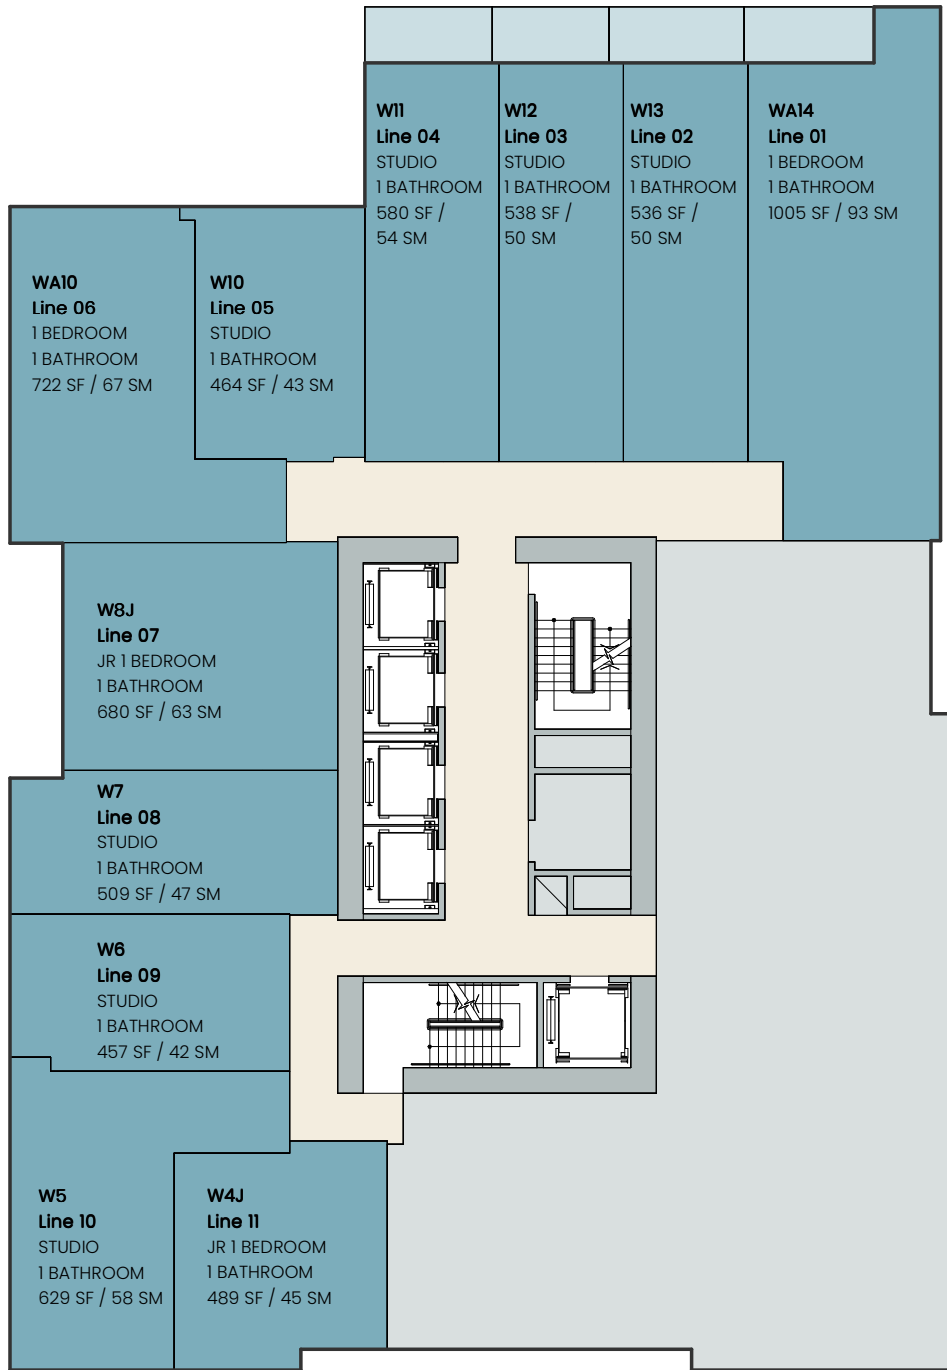 W11
Line 04
STUDIO
1 BATHROOM
580 SF /
54 SM
W12
Line 03
STUDIO
1 BATHROOM
538 SF /
50 SM
W13
Line 02
STUDIO
1 BATHROOM
536 SF /
50 SM
WA14
Line 01
1 BEDROOM
1 BATHROOM
1005 SF / 93 SM
WA10
Line 06
1 BEDROOM
1 BATHROOM
722 SF / 67 SM
W10
Line 05
STUDIO
1 BATHROOM
464 SF / 43 SM
W8J
Line 07
JR 1 BEDROOM
1 BATHROOM
680 SF / 63 SM
W7
Line 08
STUDIO
1 BATHROOM
509 SF / 47 SM
W6
Line 09
STUDIO
1 BATHROOM
457 SF / 42 SM
W5
Line 10
STUDIO
1 BATHROOM
629 SF / 58 SM
W4J
Line 11
JR 1 BEDROOM
1 BATHROOM
489 SF / 45 SM